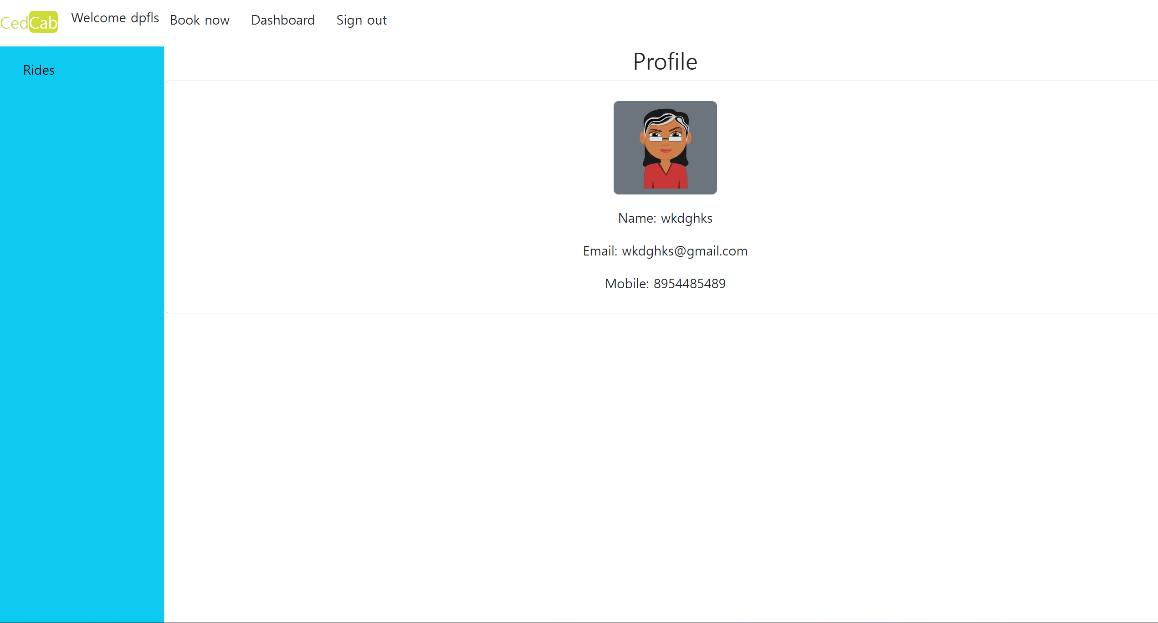 CedCab Welcome dpfls Book now Dashboard Sign out
Rides
Profile
Name: wkdghks
Email: wkdghks@gmail.com
Mobile: 8954485489